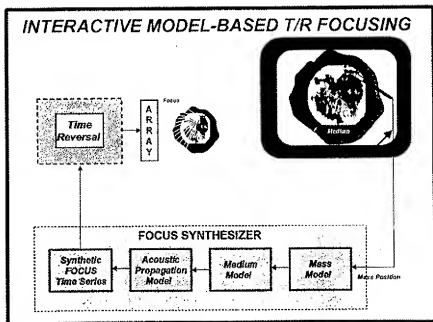 INTERACTIVE MODEL-BASED T/R FOCUSING
Time
Reversal
A
R
R
A
Y
Focus
Medium
FOCUS SYNTHESIZER
Synthetic
FOCUS
Time Series
Acoustic
Propagation
Model
Medium
Model
Mass
Model
Mass Position